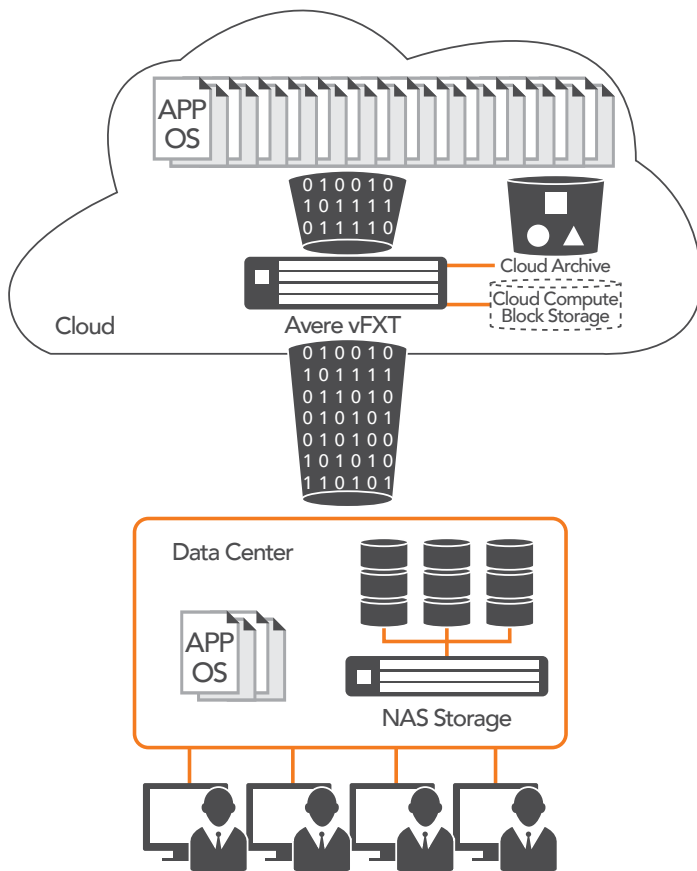 APP
OS
010010
101111
011110
Cloud Archive
Cloud Compute
Block Storage
Cloud
Avere vFXT
010010
101111
011010
010101
010100
101010
110101
Data Center
APP
OS
NAS Storage